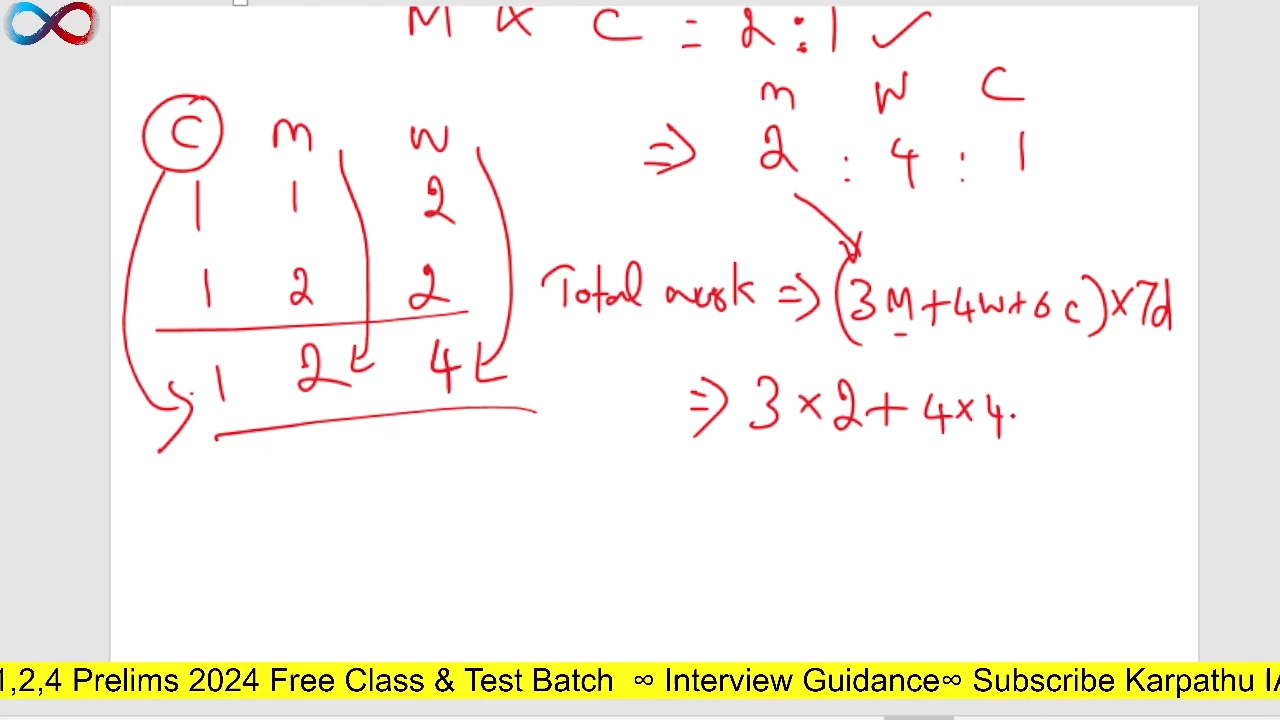 M & C = 2:1 ✓
C M W
1 1 2
1 2 2
1 2 4
M W C
⇒ 2 : 4 : 1
Total work ⇒ (3M+4W+6C)×7d
⇒ 3×2+4×4
1,2,4 Prelims 2024 Free Class & Test Batch ∞ Interview Guidance∞ Subscribe Karpathu IA